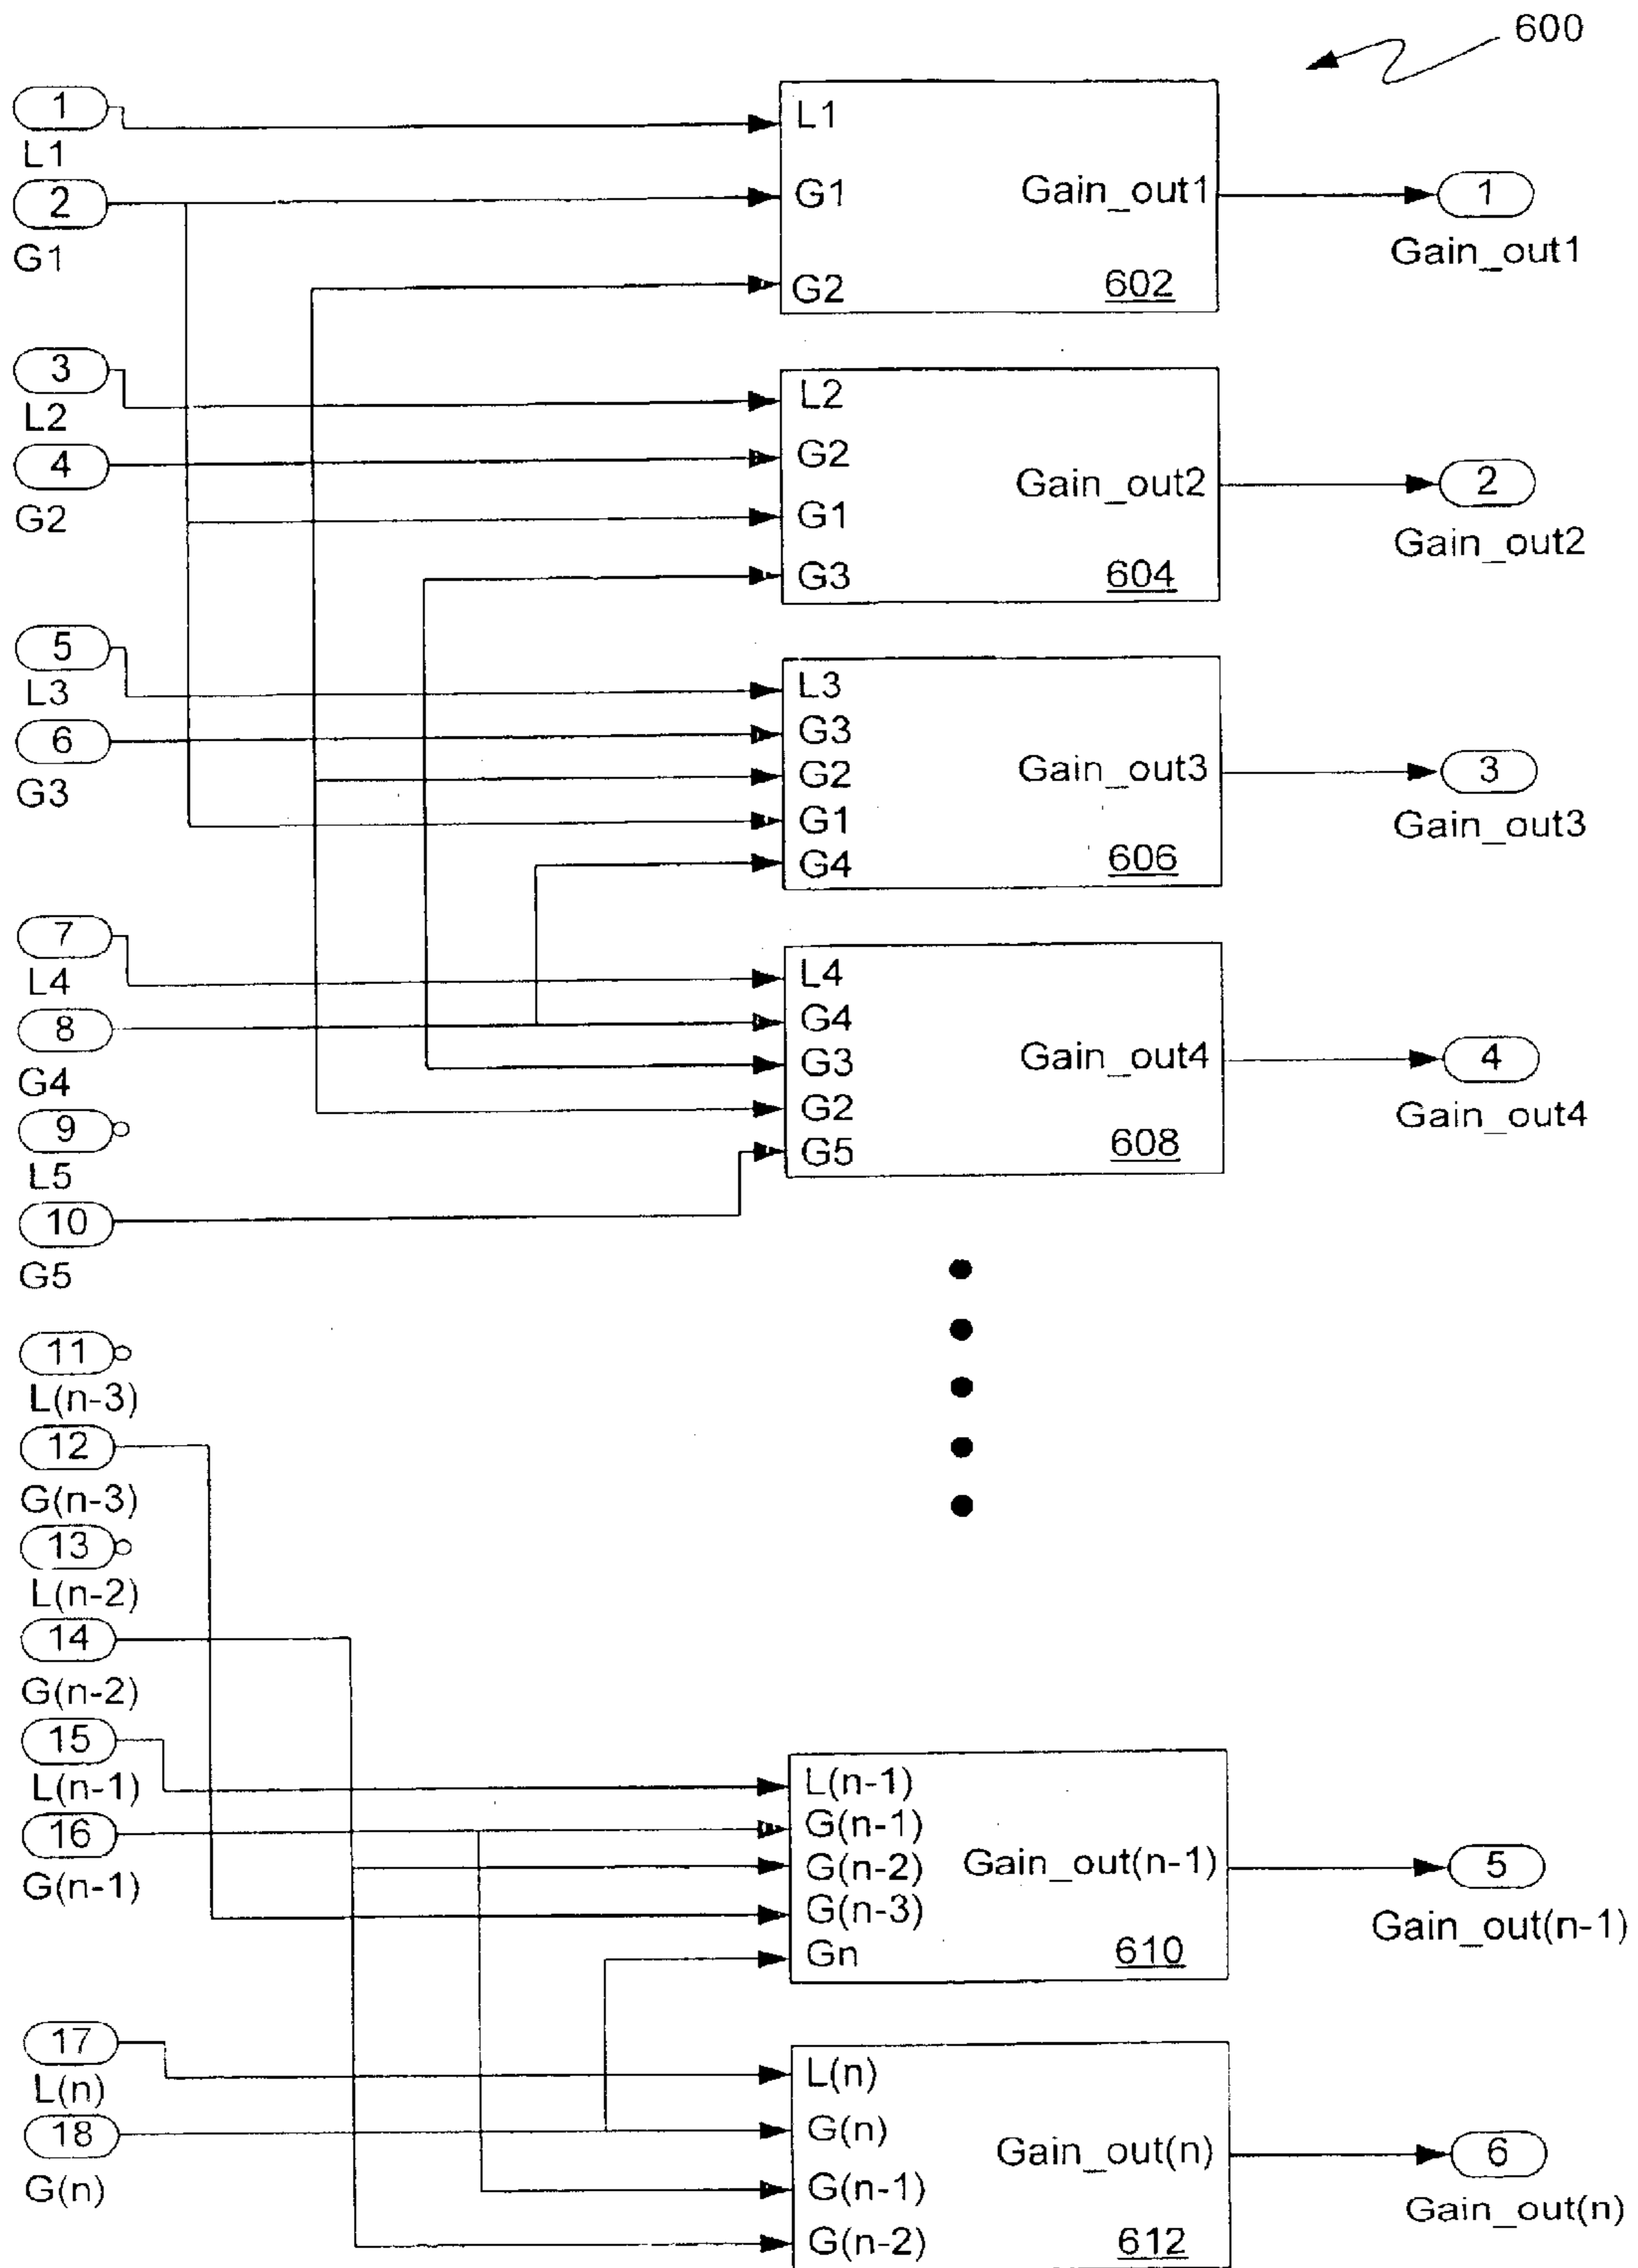 600
1
L1
2
G1
L1
G1
G2
Gain_out1
602
1
Gain_out1
3
L2
4
G2
L2
G2
G1
G3
Gain_out2
604
2
Gain_out2
5
L3
6
G3
L3
G3
G2
G1
G4
Gain_out3
606
3
Gain_out3
7
L4
8
G4
9
L5
10
G5
L4
G4
G3
G2
G5
Gain_out4
608
4
Gain_out4
11
L(n-3)
12
G(n-3)
13
L(n-2)
14
G(n-2)
15
L(n-1)
16
G(n-1)
L(n-1)
G(n-1)
G(n-2)
G(n-3)
Gn
Gain_out(n-1)
610
5
Gain_out(n-1)
17
L(n)
18
G(n)
L(n)
G(n)
G(n-1)
G(n-2)
Gain_out(n)
612
6
Gain_out(n)